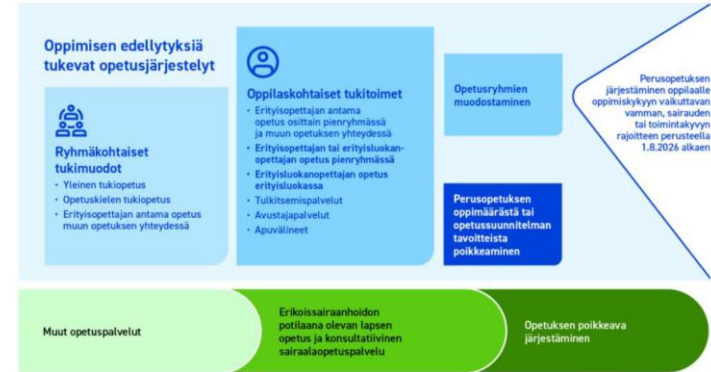 Oppimisen edellytyksiä
tukevat opetusjärjestelyt
Ryhmäkohtaiset
tukimuodot
• Yleinen tukiopetus
• Opetuskielen tukiopetus
• Erityisopettajan antama opetus
muun opetuksen yhteydessä
Oppilaskohtaiset tukitoimet
• Erityisopettajan antama
opetus osittain pienryhmässä
ja muun opetuksen yhteydessä
• Erityisopettajan tai erityisluokan-
opettajan opetus pienryhmässä
• Erityisluokanopettajan opetus
erityisluokassa
• Tulkitsemispalvelut
• Avustajapalvelut
• Apuvälineet
Opetusryhmien
muodostaminen
Perusopetuksen
oppimäärästä tai
opetussuunnitelman
tavoitteista
poikkeaminen
Perusopetuksen
järjestäminen oppilaalle
oppimiskykyyn vaikuttavan
vamman, sairauden
tai toimintakyvyn
rajoitteen perusteella
1.8.2026 alkaen
Muut opetuspalvelut
Erikoissairaanhoidon
potilaana olevan lapsen
opetus ja konsultatiivinen
sairaalaopetuspalvelu
Opetuksen poikkeava
järjestäminen